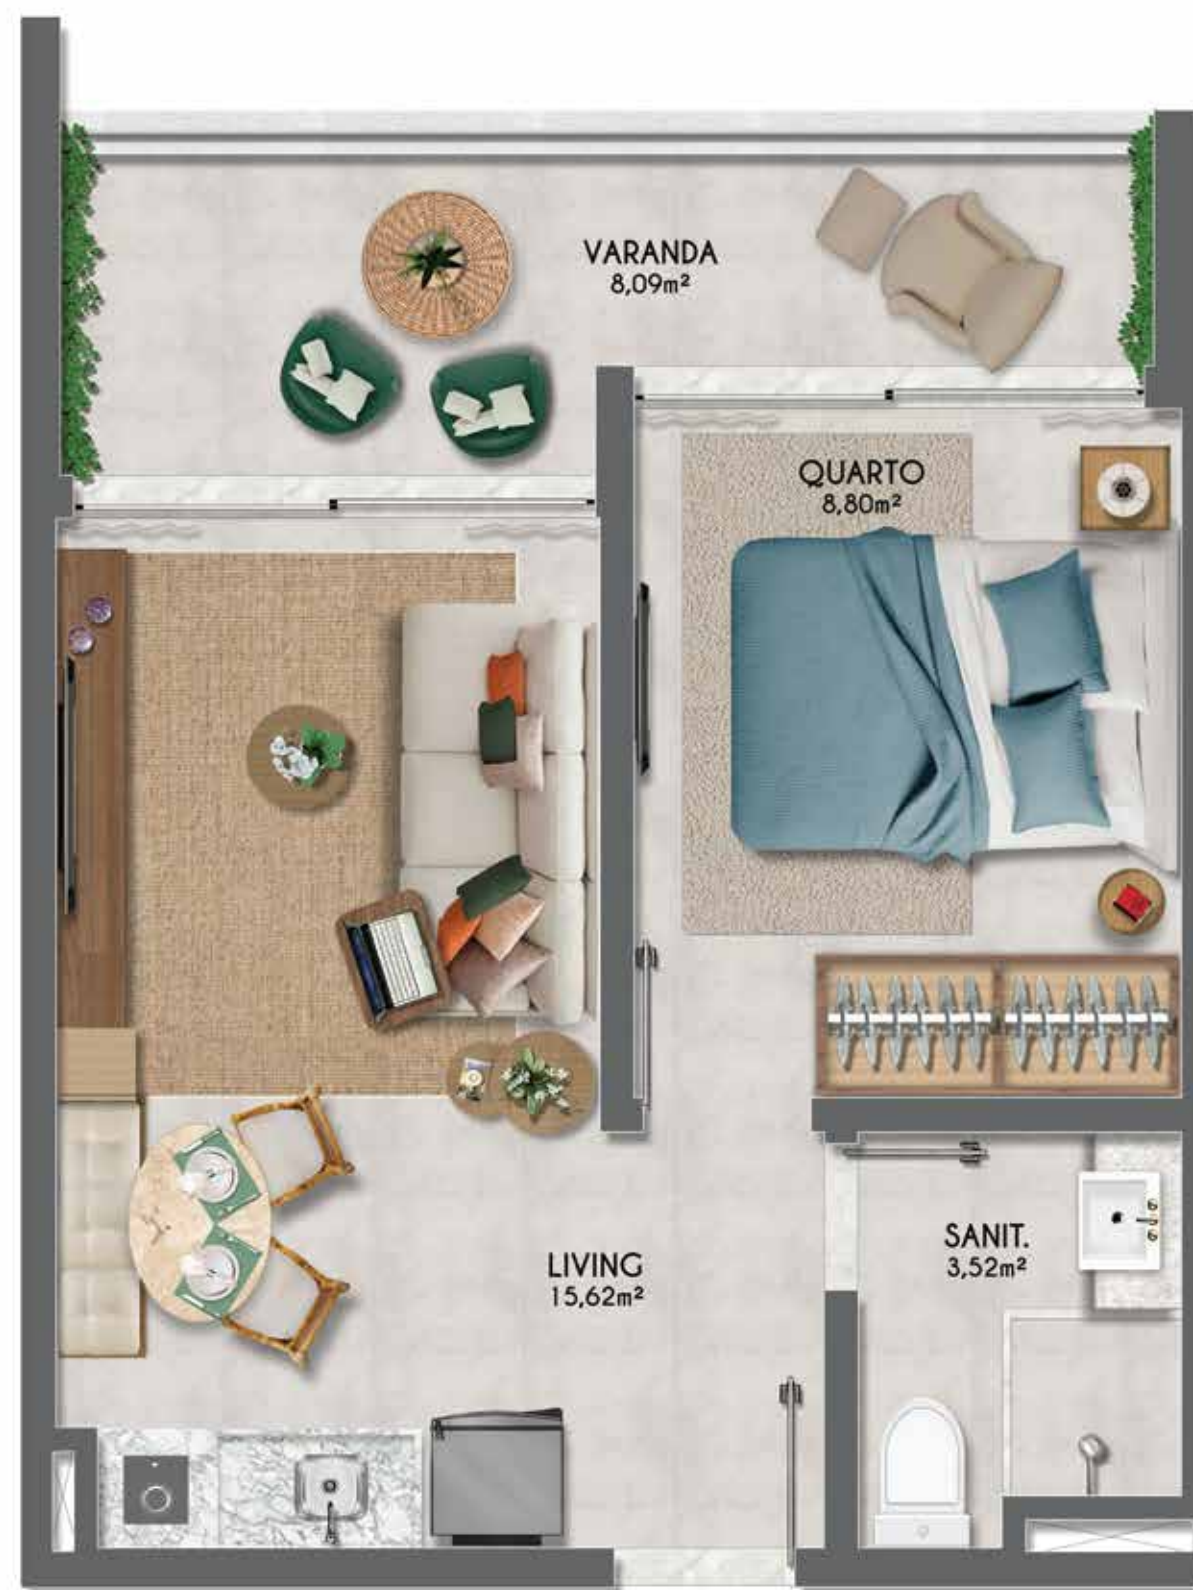 VARANDA
8,09m²
QUARTO
8,80m²
LIVING
15,62m²
SANIT.
3,52m²